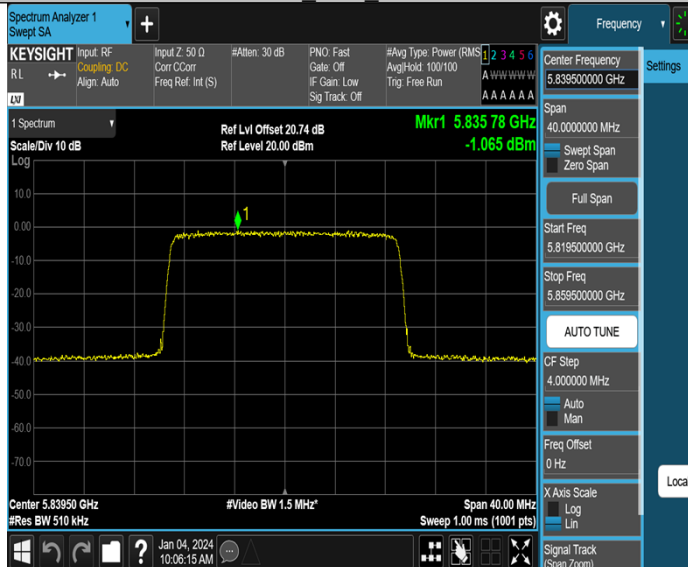 Spectrum Analyzer 1
Swept SA
+
Frequency
KEYSIGHT
RL
LXI
Input: RF
Coupling: DC
Align: Auto
Input Z: 50 Ω
Corr CCorr
Freq Ref: Int (S)
#Atten: 30 dB
PNO: Fast
Gate: Off
IF Gain: Low
Sig Track: Off
#Avg Type: Power (RMS
Avg|Hold: 100/100
Trig: Free Run
1 2 3 4 5 6
A W W W W W
A A A A A A
Center Frequency
5.839500000 GHz
Settings
Span
40.0000000 MHz
Swept Span
Zero Span
Full Span
Start Freq
5.819500000 GHz
Stop Freq
5.859500000 GHz
AUTO TUNE
CF Step
4.000000 MHz
Auto
Man
Freq Offset
0 Hz
X Axis Scale
Log
Lin
Signal Track
(Span Zoom)
Loca
1 Spectrum
Scale/Div 10 dB
Log
Ref Lvl Offset 20.74 dB
Ref Level 20.00 dBm
Mkr1 5.835 78 GHz
-1.065 dBm
1
10.0
0.00
-10.0
-20.0
-30.0
-40.0
-50.0
-60.0
-70.0
Center 5.83950 GHz
#Res BW 510 kHz
#Video BW 1.5 MHz*
Span 40.00 MHz
Sweep 1.00 ms (1001 pts)
?
Jan 04, 2024
10:06:15 AM